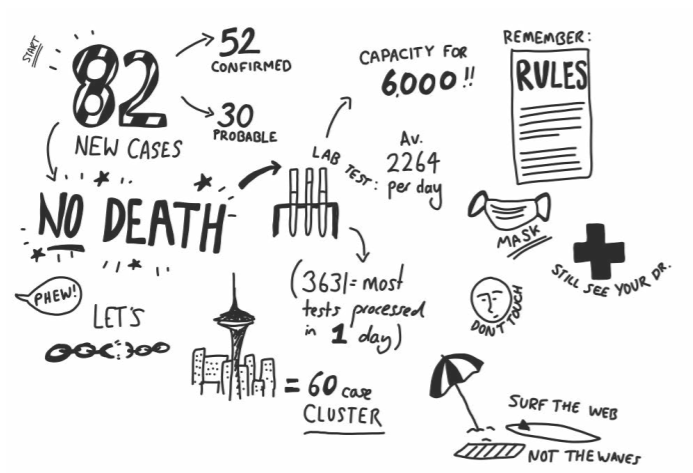 START
82
NEW CASES
52
CONFIRMED
30
PROBABLE
NO DEATH
PHEW!
LET'S
LAB TEST:
CAPACITY FOR
6,000!!
Av.
2264
per day
(3631= most
tests processed
in 1 day)
= 60 case
CLUSTER
REMEMBER:
RULES
MASK
STILL SEE YOUR DR.
DON'T TOUCH
SURF THE WEB
NOT THE WAVES